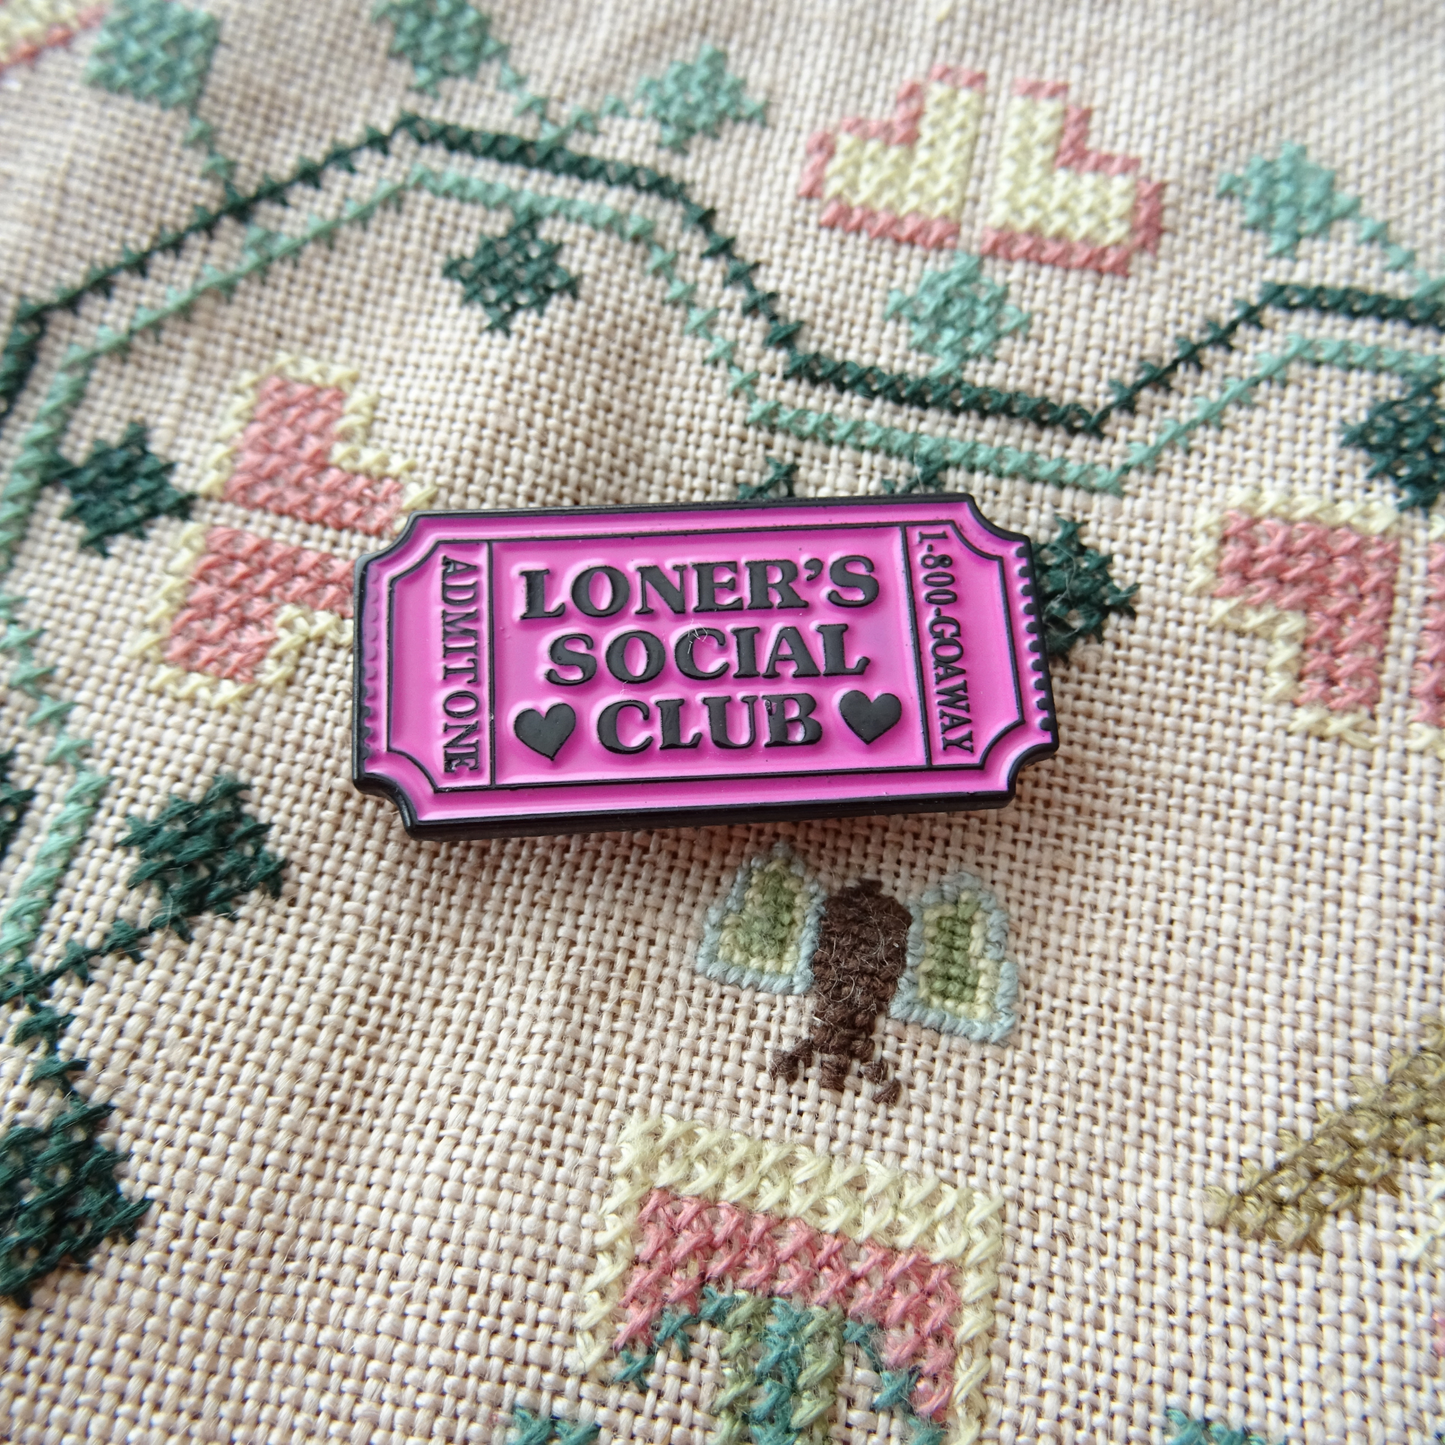 ADMIT ONE
LONER'S
SOCIAL
CLUB
1-800-GOAWAY